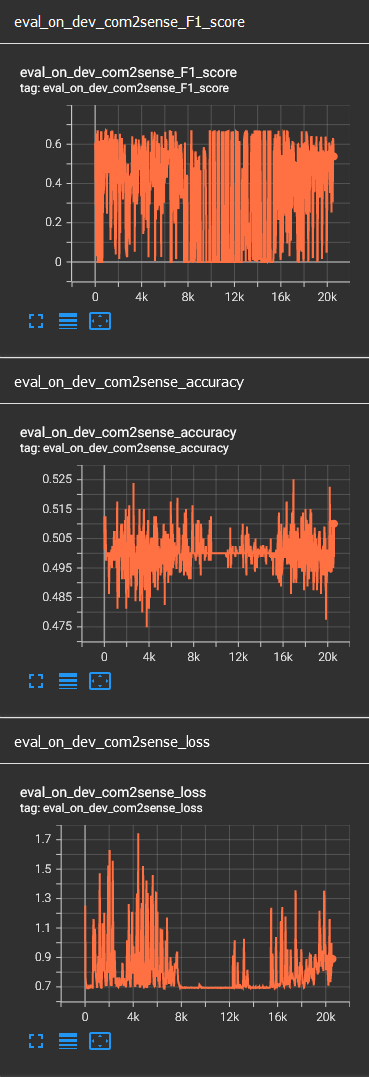 eval_on_dev_com2sense_F1_score
eval_on_dev_com2sense_F1_score
tag: eval_on_dev_com2sense_F1_score
0.6
0.4
0.2
0
0 4k 8k 12k 16k 20k
eval_on_dev_com2sense_accuracy
eval_on_dev_com2sense_accuracy
tag: eval_on_dev_com2sense_accuracy
0.525
0.515
0.505
0.495
0.485
0.475
0 4k 8k 12k 16k 20k
eval_on_dev_com2sense_loss
eval_on_dev_com2sense_loss
tag: eval_on_dev_com2sense_loss
1.7
1.5
1.3
1.1
0.9
0.7
0 4k 8k 12k 16k 20k